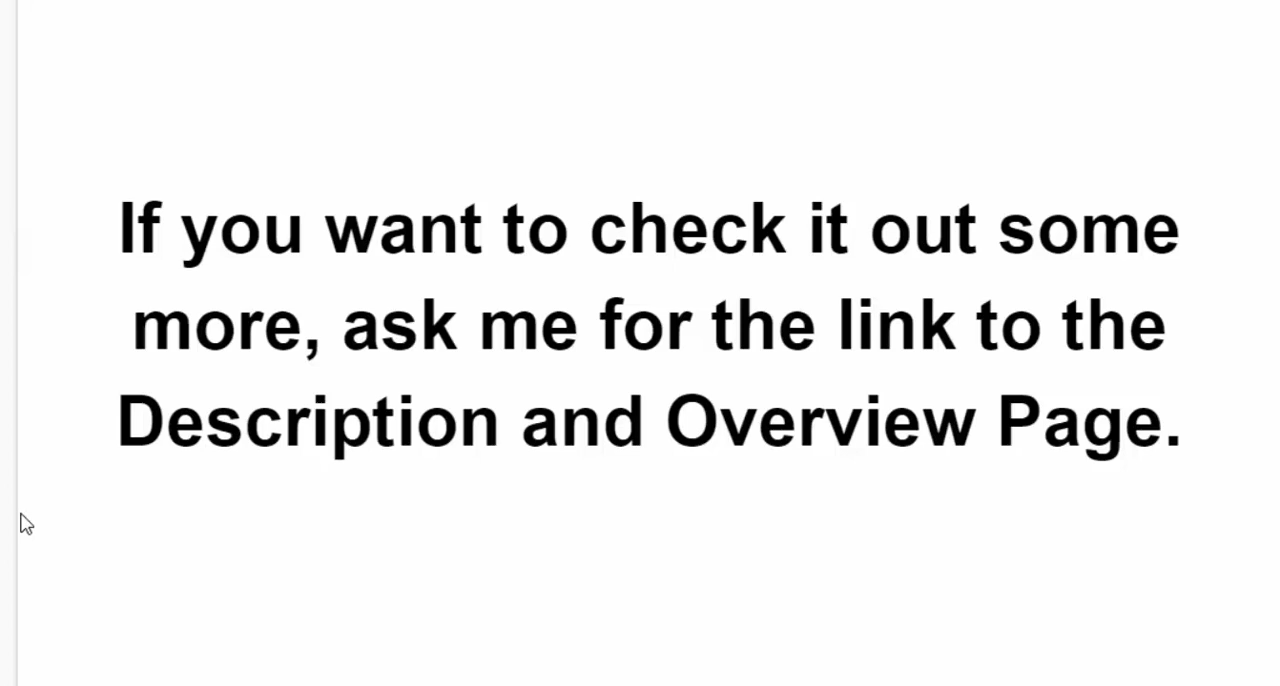 If you want to check it out some
more, ask me for the link to the
Description and Overview Page.